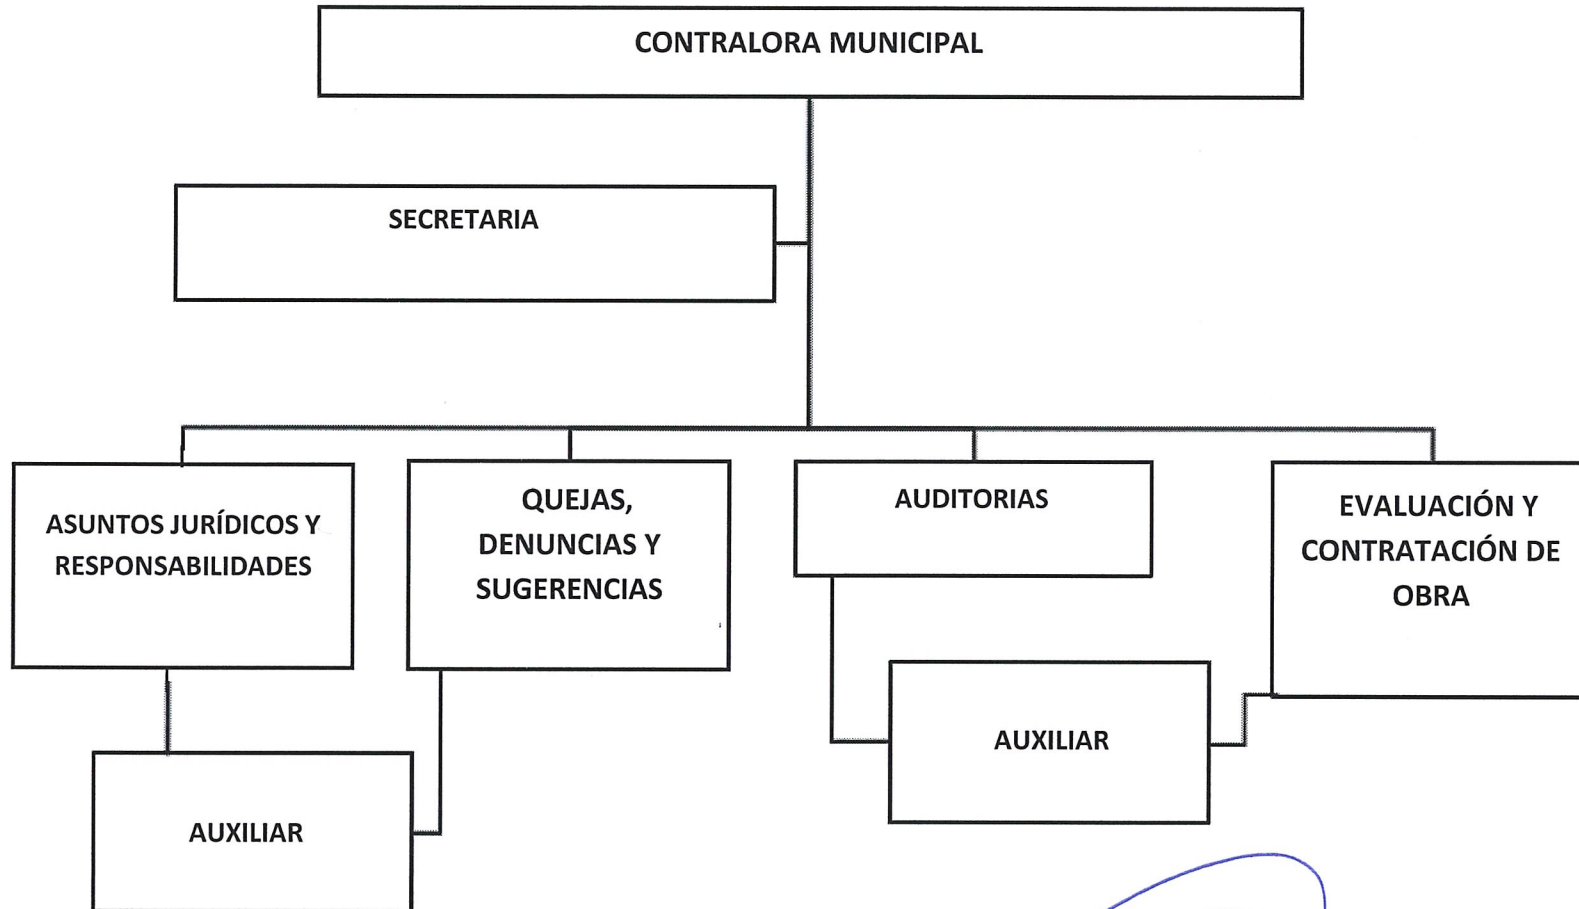 CONTRALORA MUNICIPAL
SECRETARIA
ASUNTOS JURÍDICOS Y
RESPONSABILIDADES
QUEJAS,
DENUNCIAS Y
SUGERENCIAS
AUDITORIAS
EVALUACIÓN Y
CONTRATACIÓN DE
OBRA
AUXILIAR
AUXILIAR